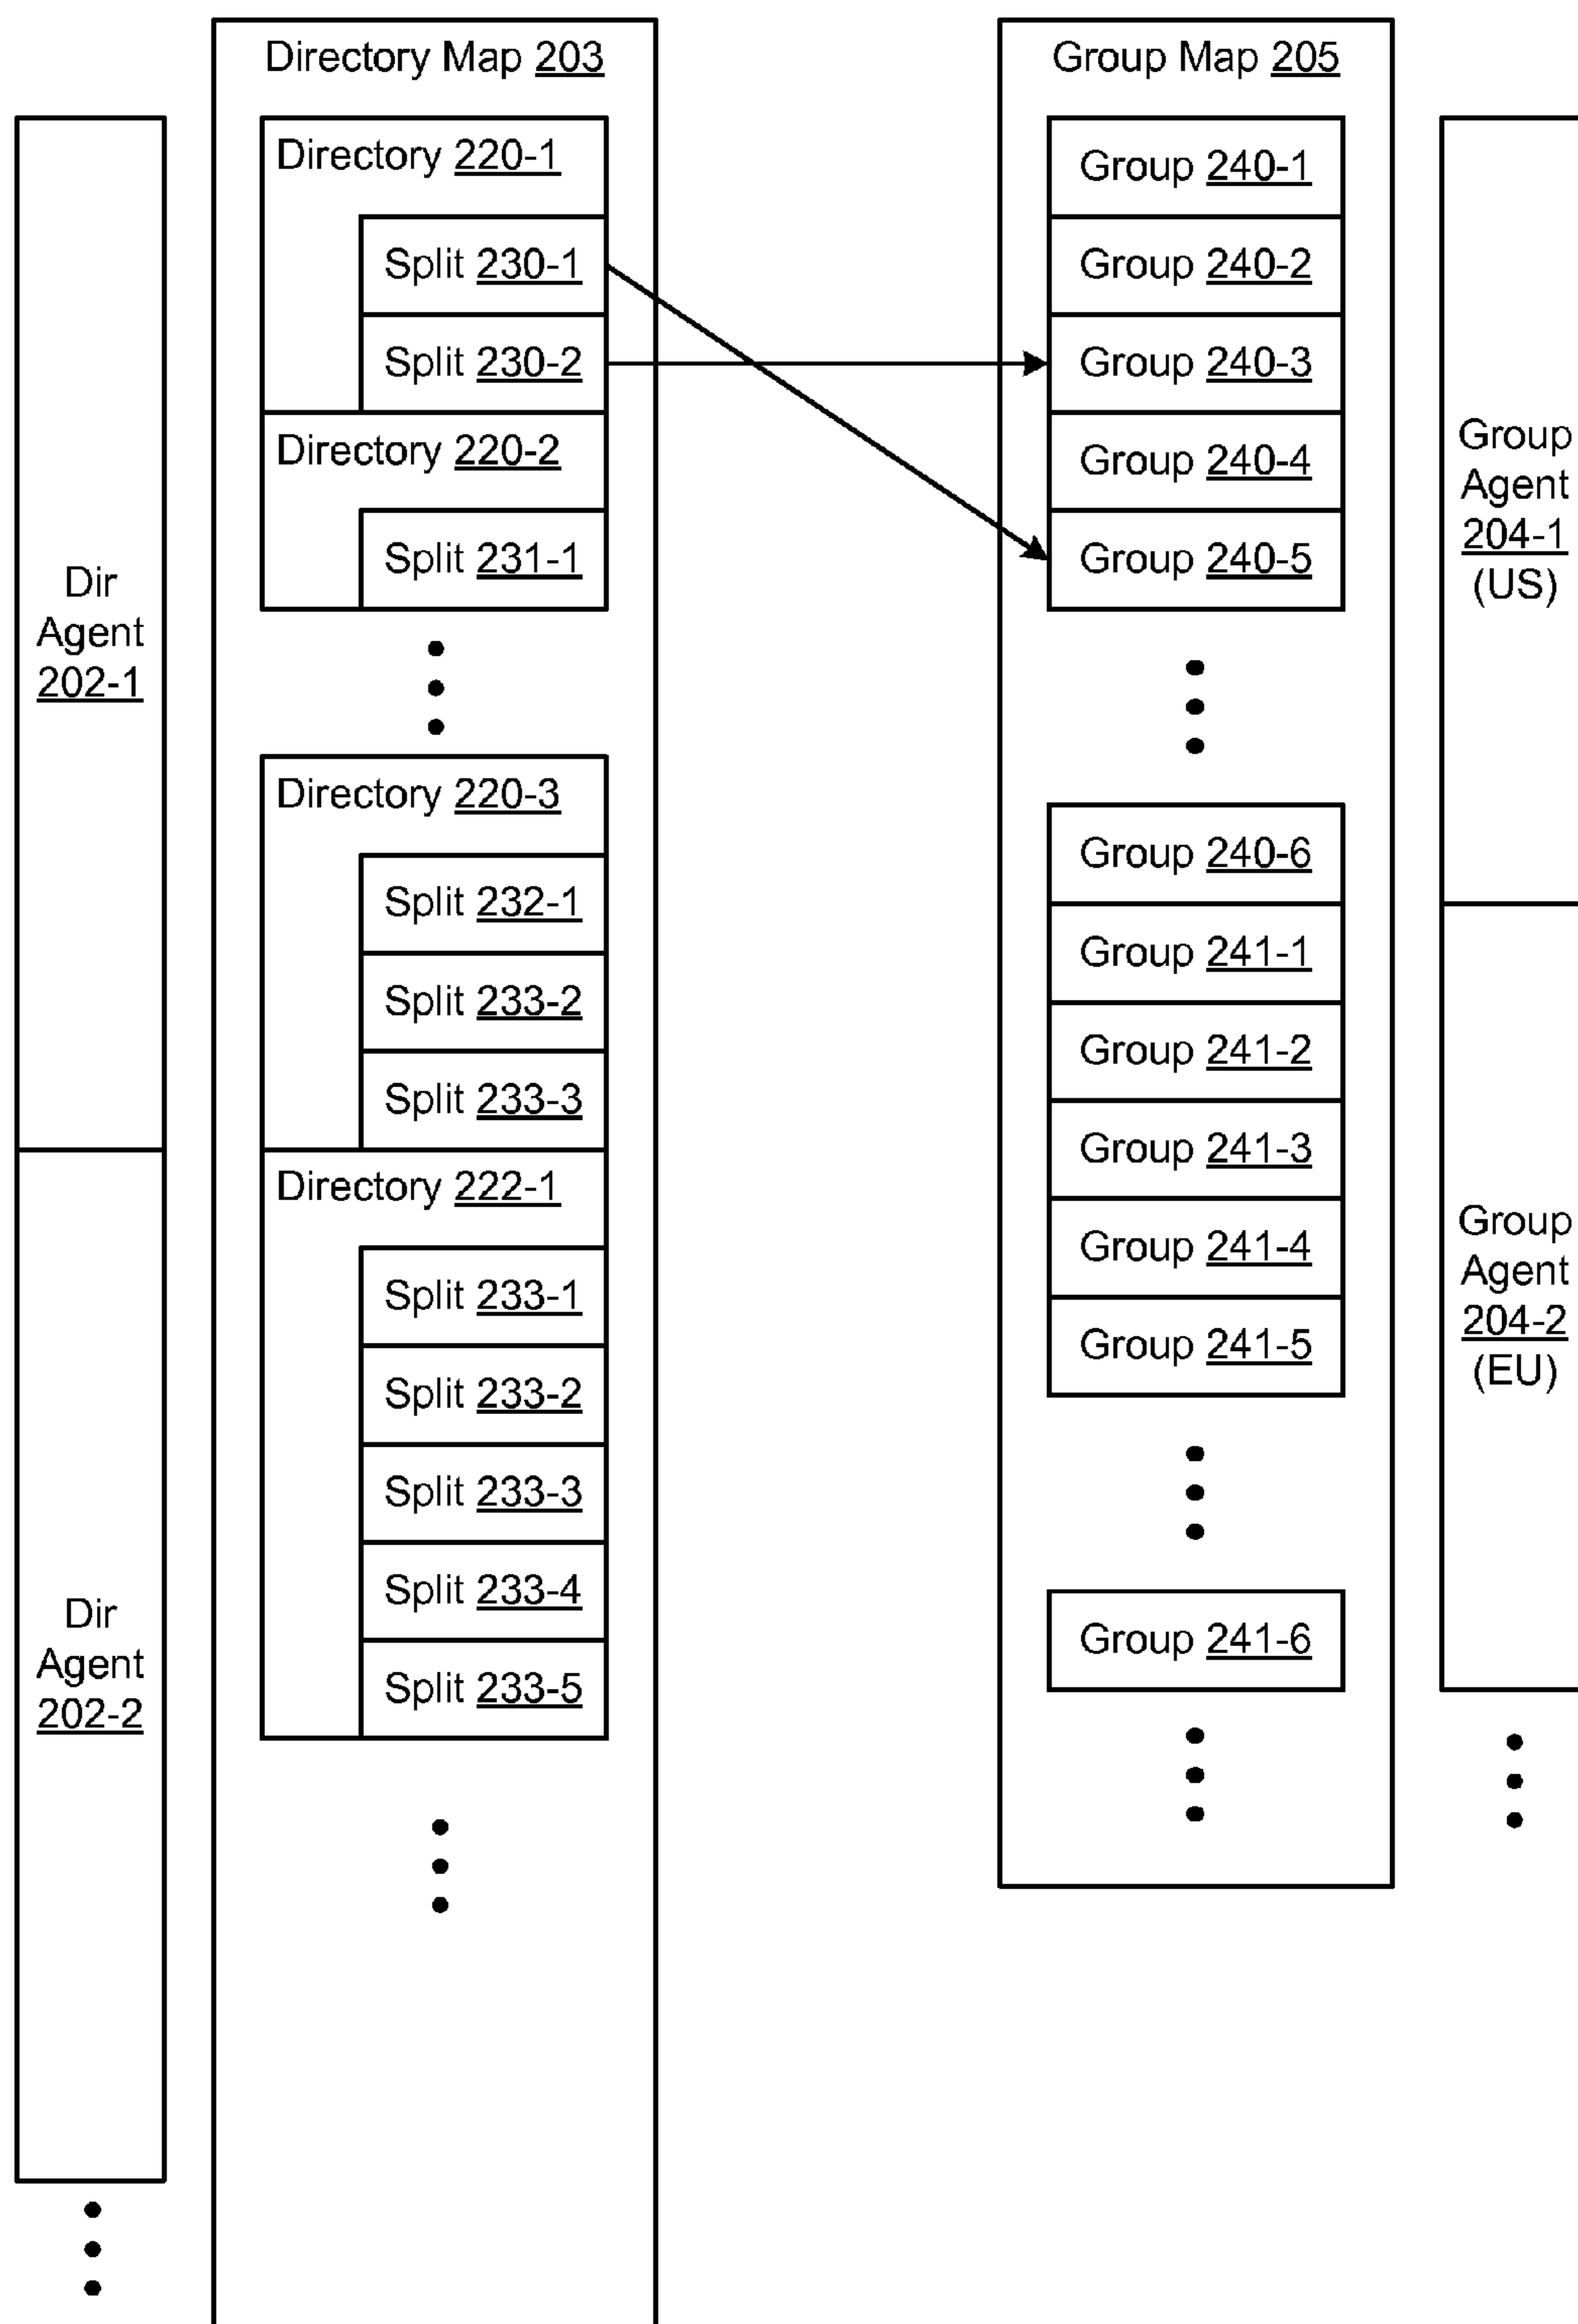 Directory Map 203
Directory 220-1
Split 230-1
Split 230-2
Directory 220-2
Split 231-1
Directory 220-3
Split 232-1
Split 233-2
Split 233-3
Directory 222-1
Split 233-1
Split 233-2
Split 233-3
Split 233-4
Split 233-5
Dir
Agent
202-1
Dir
Agent
202-2
Group Map 205
Group 240-1
Group 240-2
Group 240-3
Group 240-4
Group 240-5
Group 240-6
Group 241-1
Group 241-2
Group 241-3
Group 241-4
Group 241-5
Group 241-6
Group
Agent
204-1
(US)
Group
Agent
204-2
(EU)